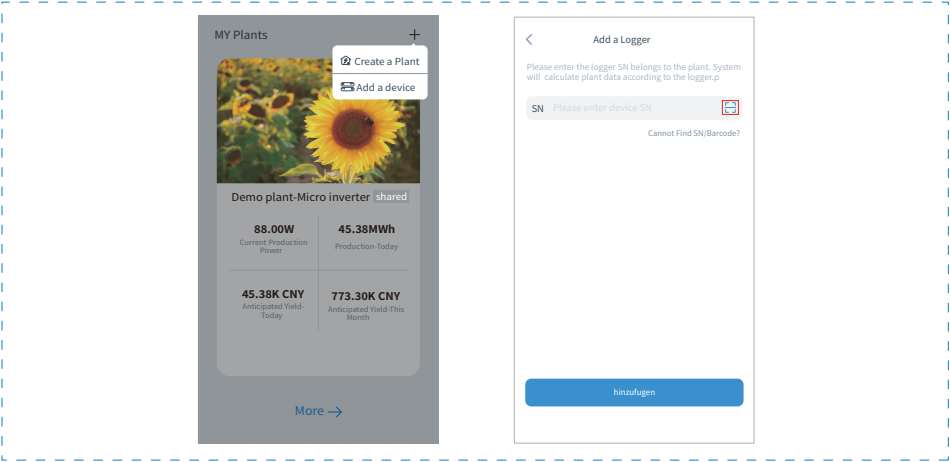 MY Plants
Create a Plant
Add a device
Demo plant-Micro inverter shared
88.00W
Current Production
Power
45.38MWh
Production-Today
45.38K CNY
Anticipated Yield-
Today
773.30K CNY
Anticipated Yield-This
Month
More
Add a Logger
Please enter the logger SN belongs to the plant. System
will calculate plant data according to the logger.p
SN Please enter device SN
Cannot Find SN/Barcode?
hinzufugen